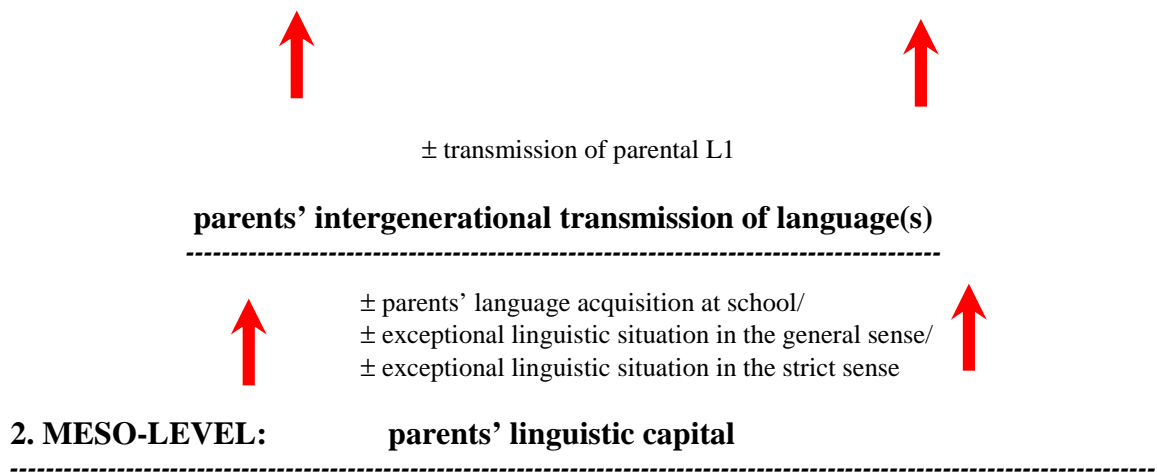 ± transmission of parental L1
parents’ intergenerational transmission of language(s)
± parents’ language acquisition at school/
± exceptional linguistic situation in the general sense/
± exceptional linguistic situation in the strict sense
2. MESO-LEVEL: parents’ linguistic capital